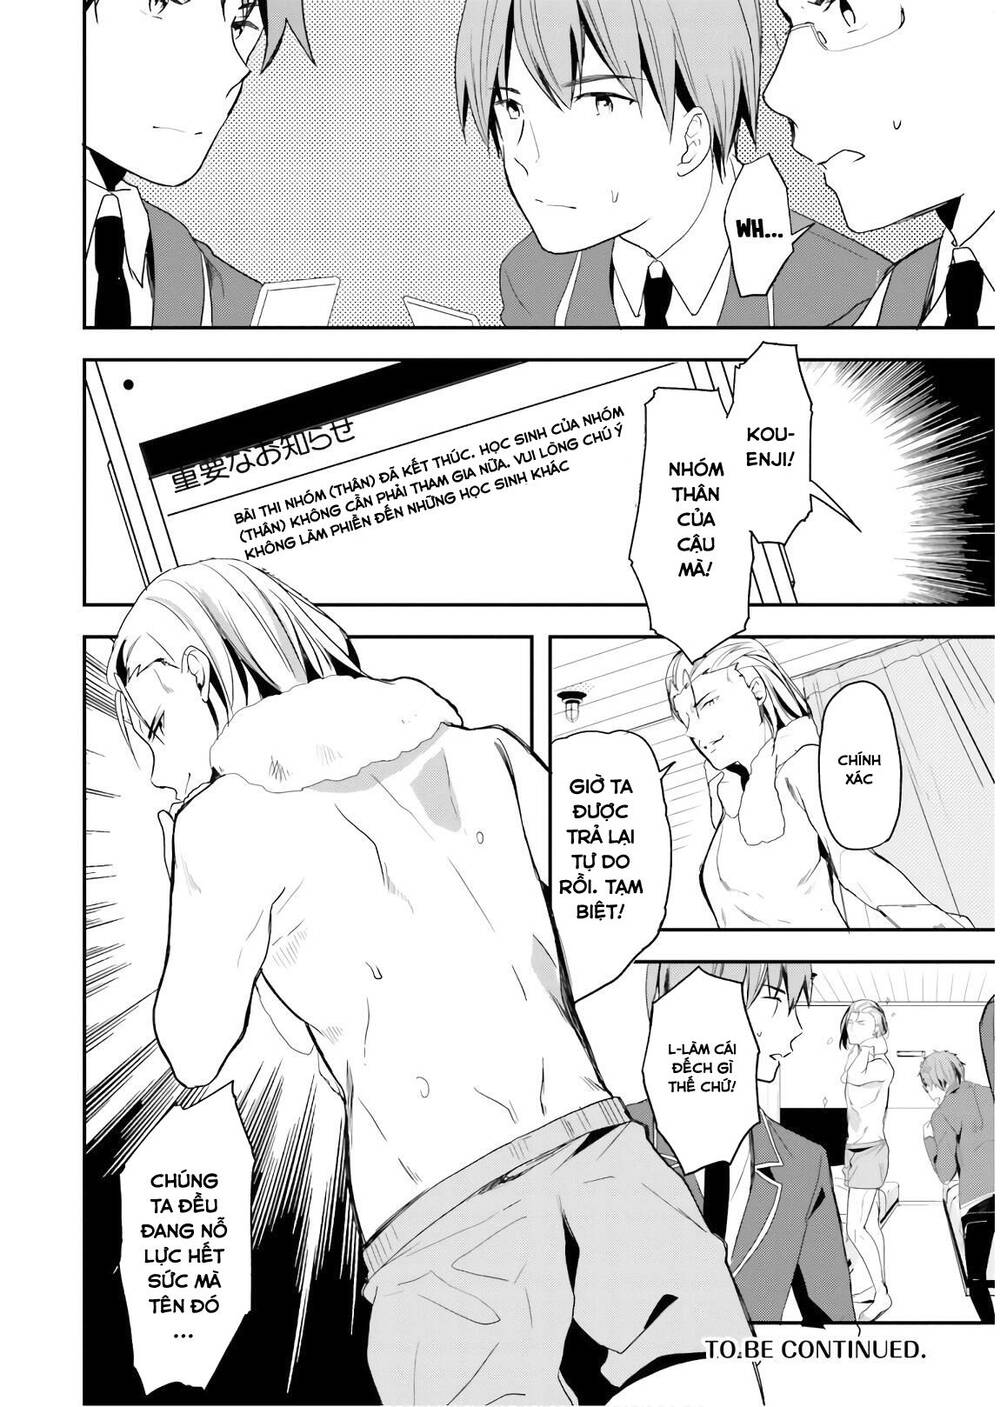 WH...
KOU-
ENJI!
NHÓM
THÂN
CỦA
CẬU
MÀ!
重要なお知らせ
BÀI THI NHÓM (THÂN) ĐÃ KẾT THÚC. HỌC SINH CỦA NHÓM
(THÂN) KHÔNG CẦN PHẢI THAM GIA NỮA. VUI LÒNG CHÚ Ý
KHÔNG LÀM PHIỀN ĐẾN NHỮNG HỌC SINH KHÁC
CHÍNH
XÁC
GIỜ TA
ĐƯỢC
TRẢ LẠI
TỰ DO
RỒI. TẠM
BIỆT!
L-LÀM CÁI
ĐẾCH GÌ
THẾ CHỨ!
CHÚNG
TA ĐỀU
ĐANG NỖ
LỰC HẾT
SỨC MÀ
TÊN ĐÓ
...
TO BE CONTINUED.